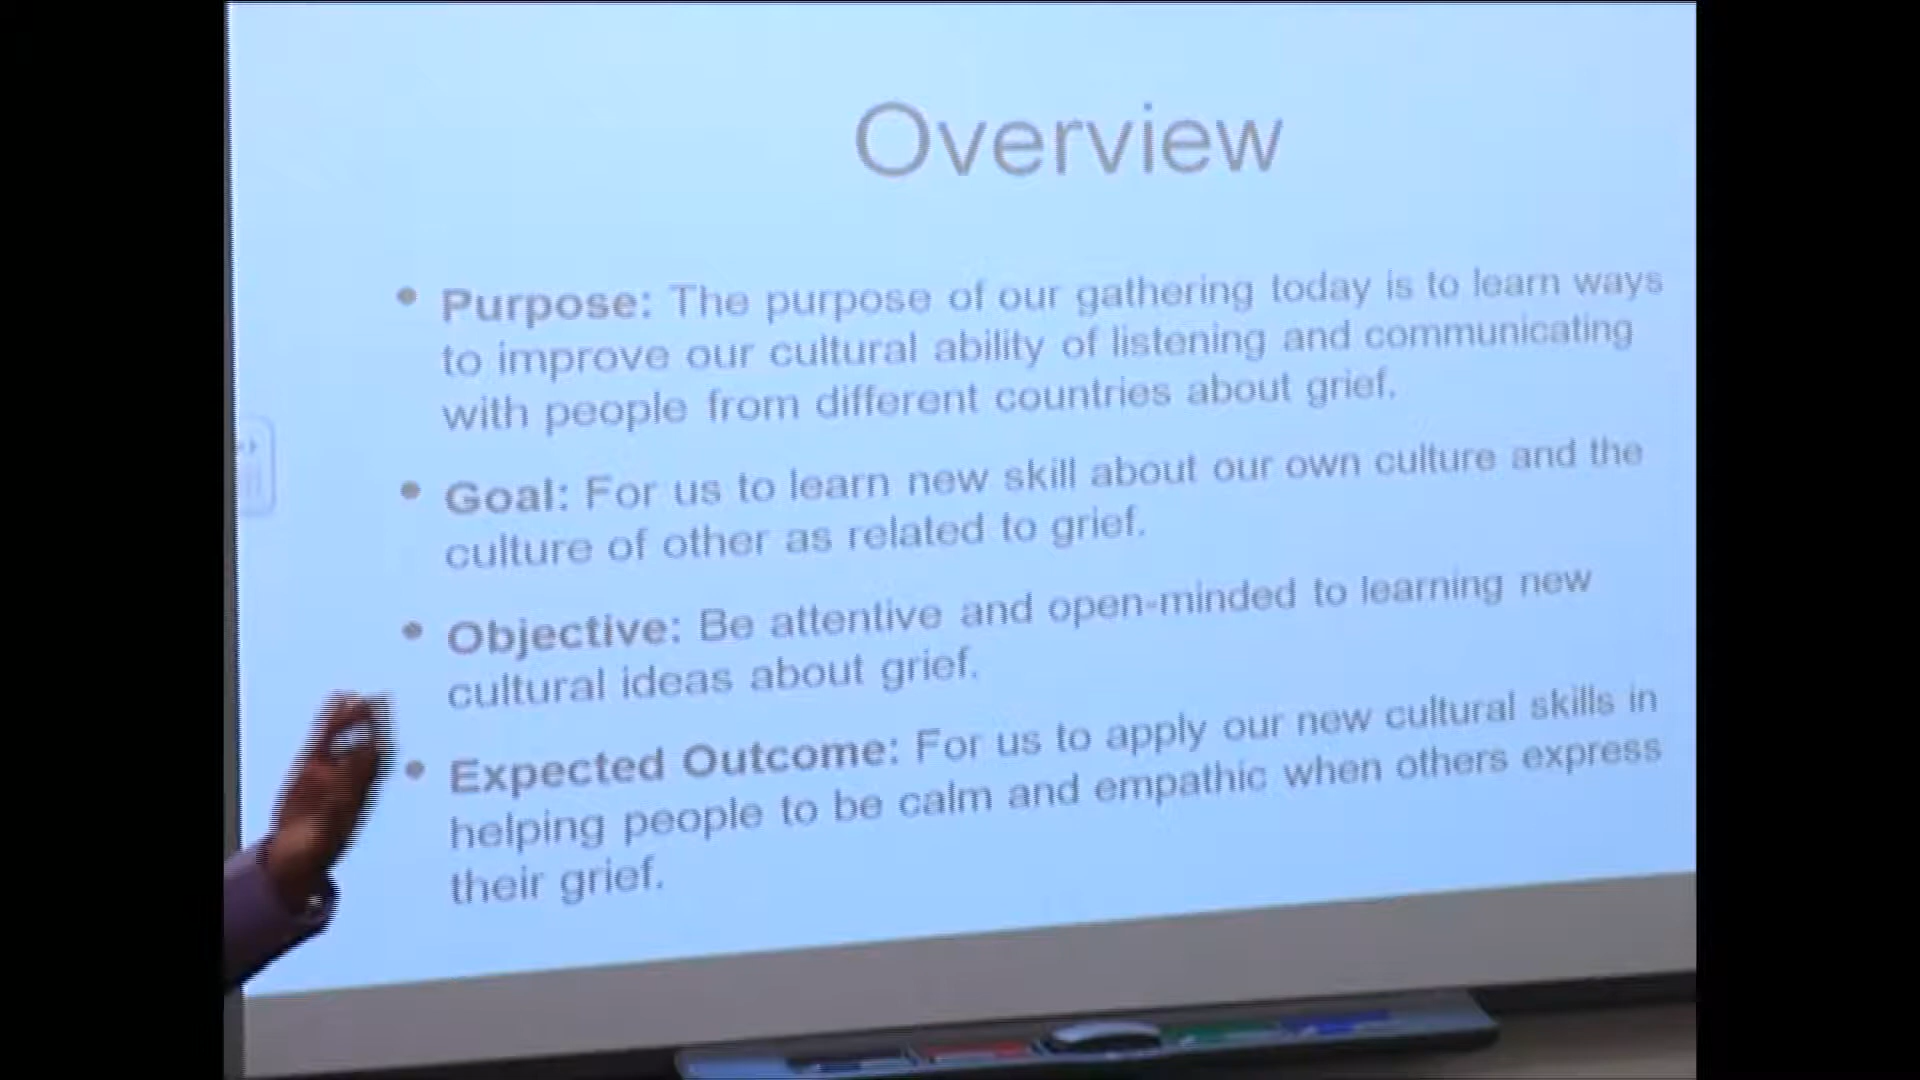 Overview
• Purpose: The purpose of our gathering today is to learn ways
to improve our cultural ability of listening and communicating
with people from different countries about grief.
• Goal: For us to learn new skill about our own culture and the
culture of other as related to grief.
• Objective: Be attentive and open-minded to learning new
cultural ideas about grief.
• Expected Outcome: For us to apply our new cultural skills in
helping people to be calm and empathic when others express
their grief.